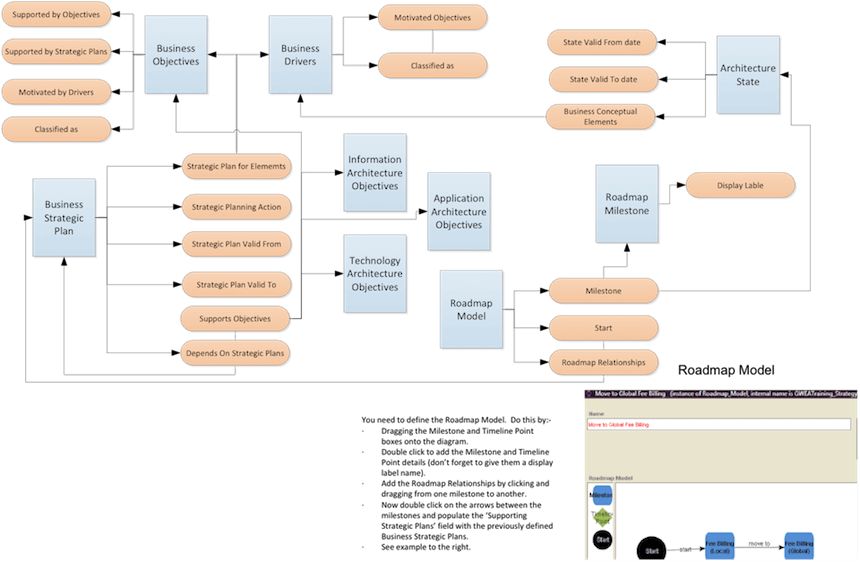 Supported by Objectives
Supported by Strategic Plans
Motivated by Drivers
Classified as
Business
Objectives
Business
Drivers
Motivated Objectives
Classified as
State Valid From date
State Valid To date
Business Conceptual
Elements
Architecture
State
Business
Strategic
Plan
Strategic Plan for Elememts
Strategic Planning Action
Strategic Plan Valid From
Strategic Plan Valid To
Supports Objectives
Depends On Strategic Plans
Information
Architecture
Objectives
Application
Architecture
Objectives
Technology
Architecture
Objectives
Roadmap
Milestone
Display Lable
Roadmap
Model
Milestone
Start
Roadmap Relationships
Roadmap Model
You need to define the Roadmap Model. Do this by:-
· Dragging the Milestone and Timeline Point
boxes onto the diagram.
· Double click to add the Milestone and Timeline
Point details (don't forget to give them a display
label name).
· Add the Roadmap Relationships by clicking and
dragging from one milestone to another.
· Now double click on the arrows between the
milestones and populate the 'Supporting
Strategic Plans' field with the previously defined
Business Strategic Plans.
· See example to the right.
Move to Global Fee Billing (instance of Roadmap_Model, internal name is GWEATraining_Strategy
Name
Move to Global Fee Billing
Roadmap Model
Start
Start
start
Fee Billing
(Local)
move to
Fee Billing
(Global)